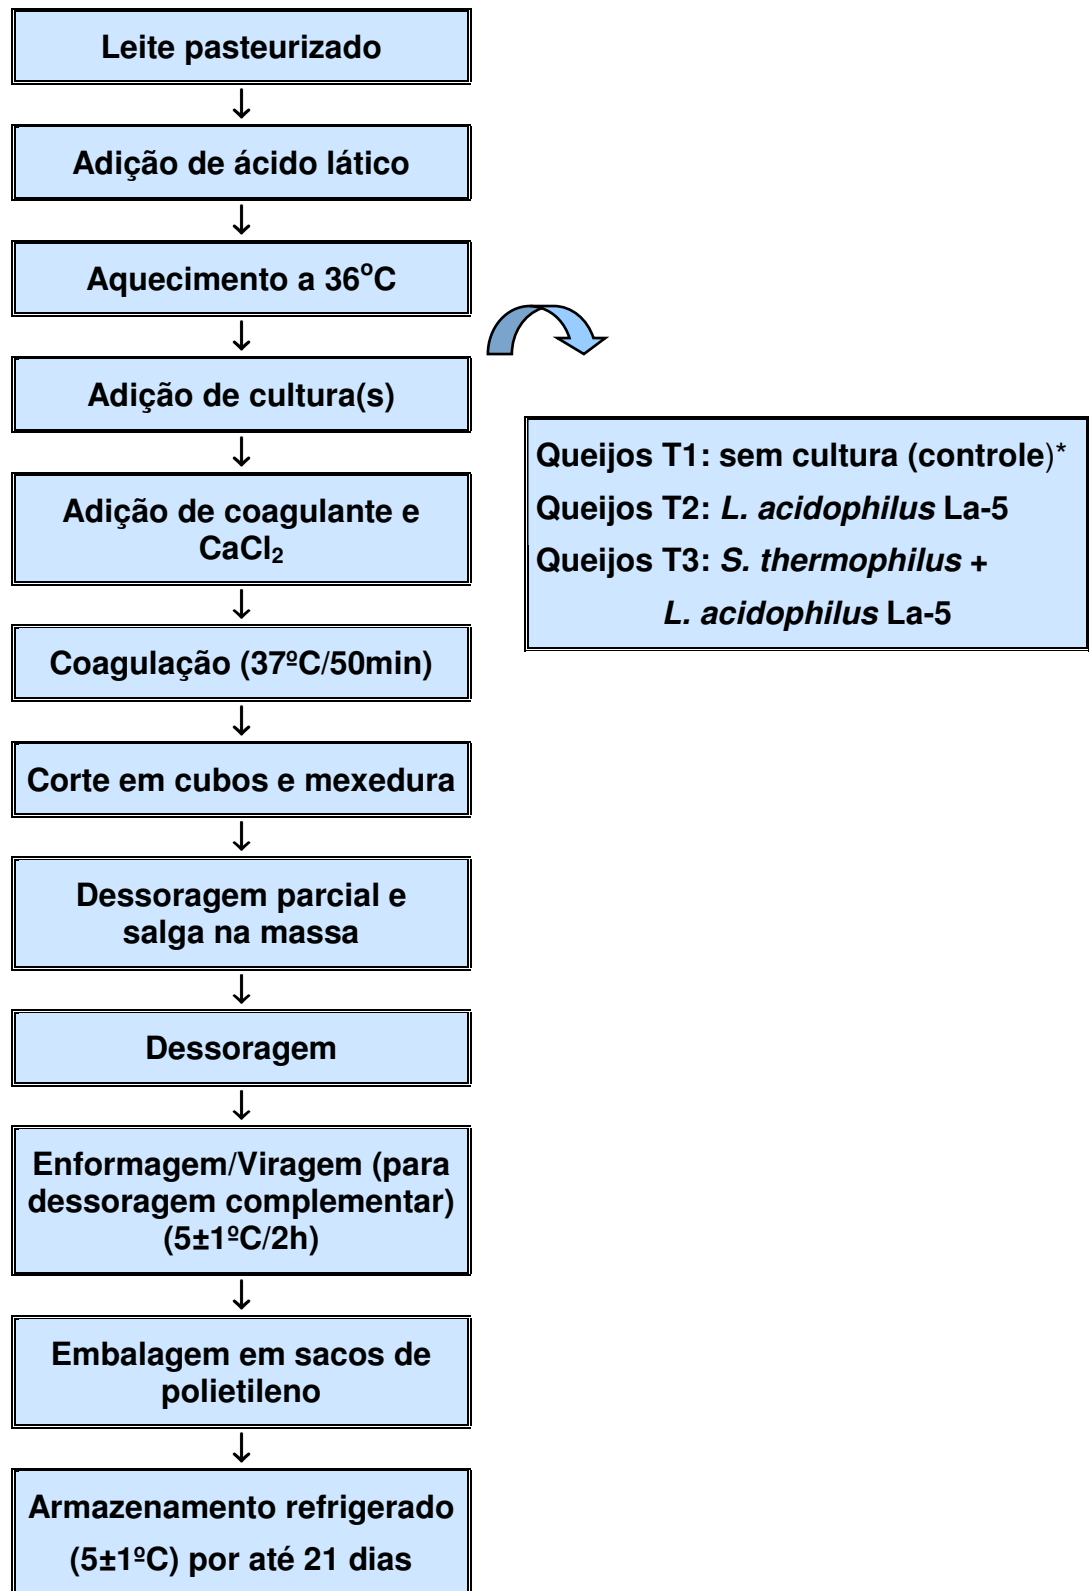 Leite pasteurizado
↓
Adição de ácido lático
↓
Aquecimento a 36°C
↓
Adição de cultura(s)
Queijos T1: sem cultura (controle)*
Queijos T2: L. acidophilus La-5
Queijos T3: S. thermophilus +
L. acidophilus La-5
↓
Adição de coagulante e
CaCl₂
↓
Coagulação (37ºC/50min)
↓
Corte em cubos e mexedura
↓
Dessoragem parcial e
salga na massa
↓
Dessoragem
↓
Enformagem/Viragem (para
dessoragem complementar)
(5±1ºC/2h)
↓
Embalagem em sacos de
polietileno
↓
Armazenamento refrigerado
(5±1ºC) por até 21 dias